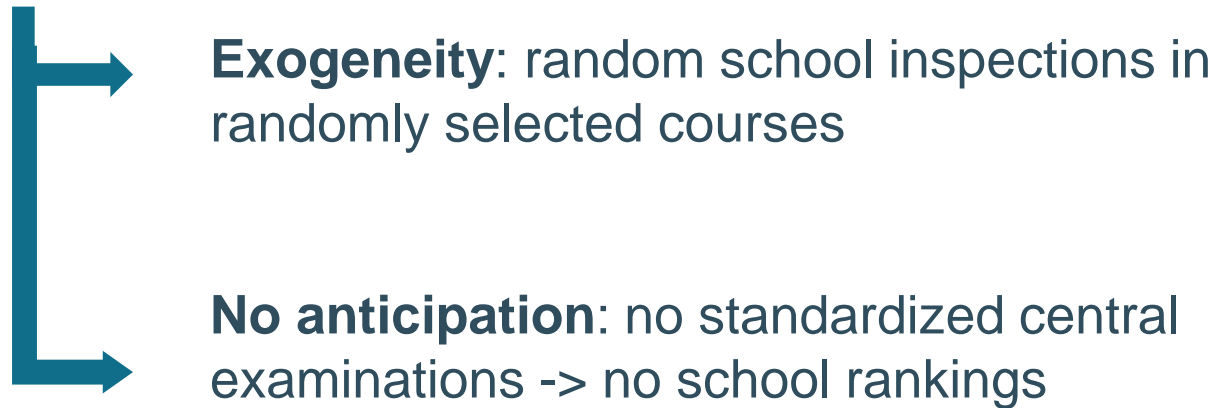 Exogeneity: random school inspections in
randomly selected courses
No anticipation: no standardized central
examinations -> no school rankings